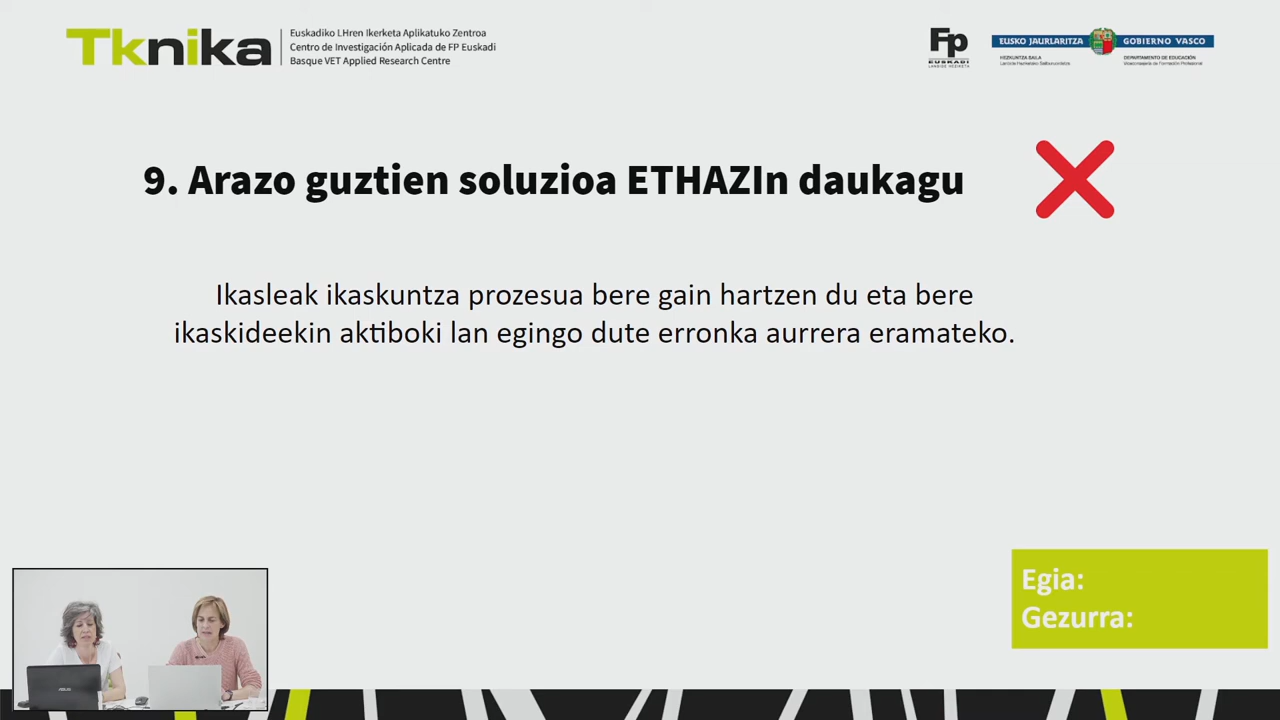 Tknika
Euskadiko LHren Ikerketa Aplikatuko Zentroa
Centro de Investigación Aplicada de FP Euskadi
Basque VET Applied Research Centre
Fp
EUSKADI
LANBIDE HEZIKETA
EUSKO JAURLARITZA
GOBIERNO VASCO
HEZKUNTZA SAILA
DEPARTAMENTO DE EDUCACIÓN
Viceconsejería de Formación Profesional
9. Arazo guztien soluzioa ETHAZIn daukagu
Ikasleak ikaskuntza prozesua bere gain hartzen du eta bere
ikaskideekin aktiboki lan egingo dute erronka aurrera eramateko.
Egia:
Gezurra:
ASUS